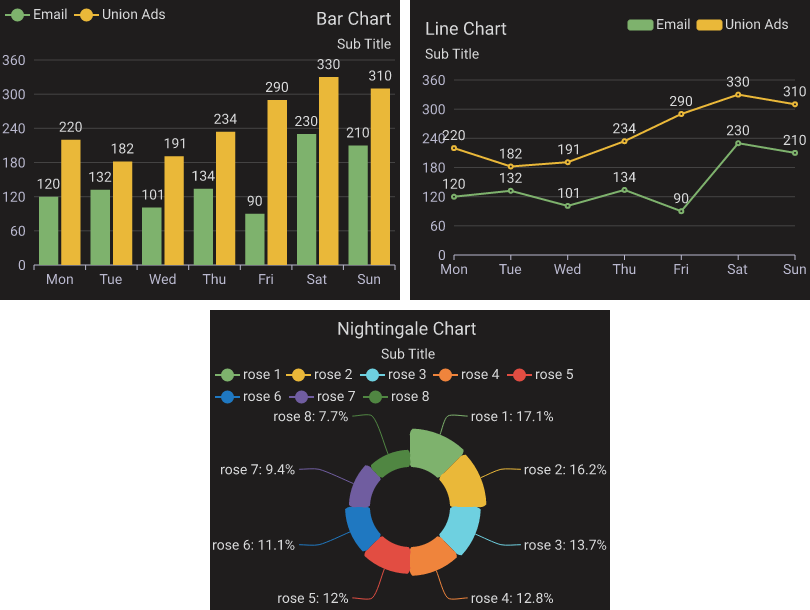 Email Union Ads
Bar Chart
Sub Title
360
300
240
180
120
60
0
120 220 132 182 101 191 134 234 90 290 230 330 210 310
Mon Tue Wed Thu Fri Sat Sun
Line Chart
Sub Title
Email Union Ads
360
300
240
180
120
60
0
220 182 191 234 290 330 310
120 132 101 134 90 230 210
Mon Tue Wed Thu Fri Sat Sun
Nightingale Chart
Sub Title
rose 1 rose 2 rose 3 rose 4 rose 5
rose 6 rose 7 rose 8
rose 8: 7.7% rose 1: 17.1%
rose 7: 9.4% rose 2: 16.2%
rose 6: 11.1% rose 3: 13.7%
rose 5: 12% rose 4: 12.8%